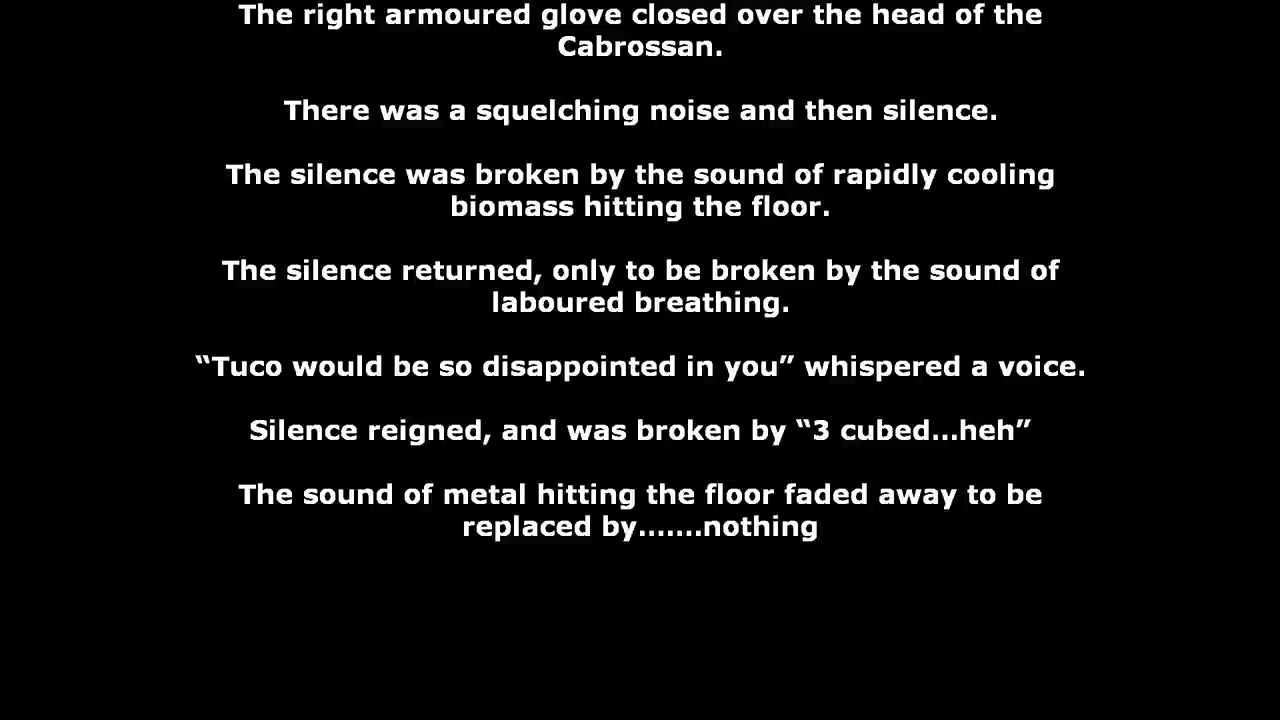 The right armoured glove closed over the head of the
Cabrossan.
There was a squelching noise and then silence.
The silence was broken by the sound of rapidly cooling
biomass hitting the floor.
The silence returned, only to be broken by the sound of
laboured breathing.
“Tuco would be so disappointed in you” whispered a voice.
Silence reigned, and was broken by “3 cubed...heh”
The sound of metal hitting the floor faded away to be
replaced by.......nothing